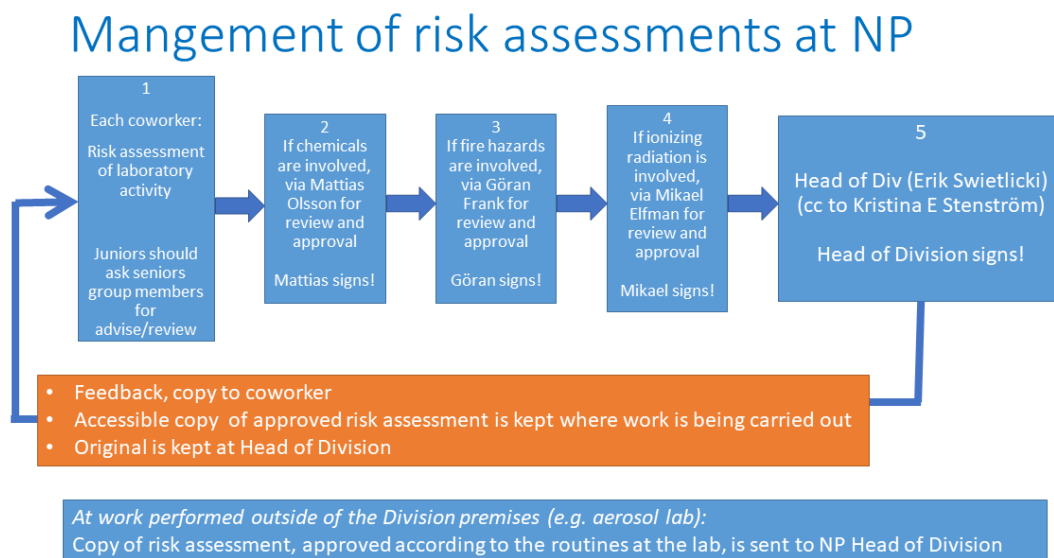 Mangement of risk assessments at NP
1
Each coworker:
Risk assessment
of laboratory
activity
Juniors should
ask seniors
group members
for
advise/review
2
If chemicals
are involved,
via Mattias
Olsson for
review and
approval
Mattias signs!
3
If fire hazards
are involved,
via Göran
Frank for
review and
approval
Göran signs!
4
If ionizing
radiation is
involved,
via Mikael
Elfman for
review and
approval
Mikael signs!
5
Head of Div (Erik Swietlicki)
(cc to Kristina E Stenström)
Head of Division signs!
• Feedback, copy to coworker
• Accessible copy of approved risk assessment is kept where work is being carried out
• Original is kept at Head of Division
At work performed outside of the Division premises (e.g. aerosol lab):
Copy of risk assessment, approved according to the routines at the lab, is sent to NP Head of Division